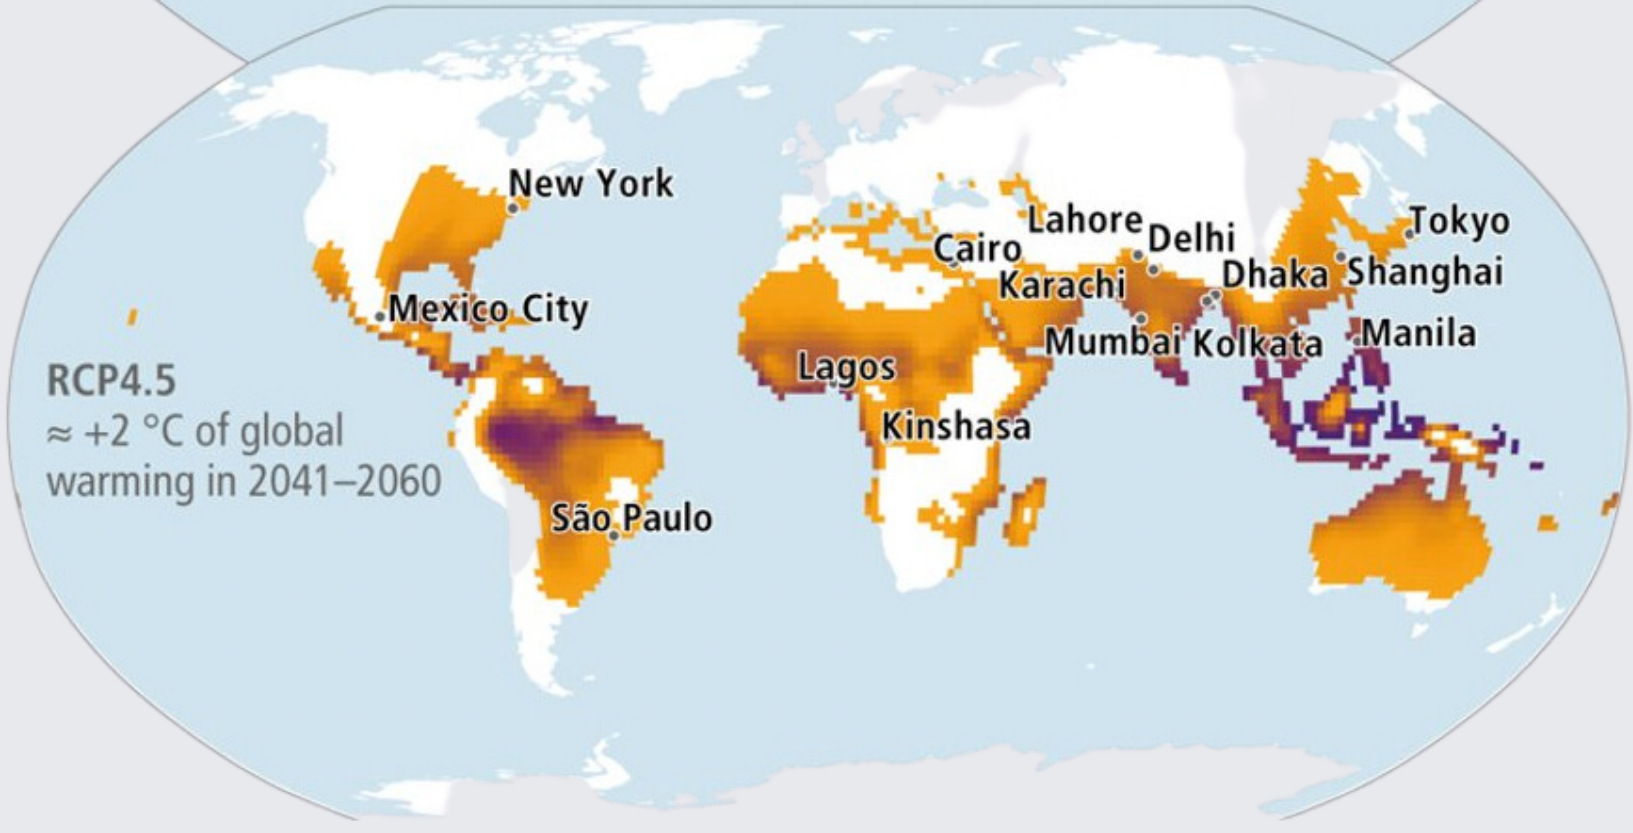 New York
Lahore
Tokyo
Delhi
Cairo
Dhaka
Shanghai
Karachi
Mexico City
Manila
Mumbai
Kolkata
Lagos
RCP4.5
≈ +2 °C of global
warming in 2041–2060
Kinshasa
São Paulo